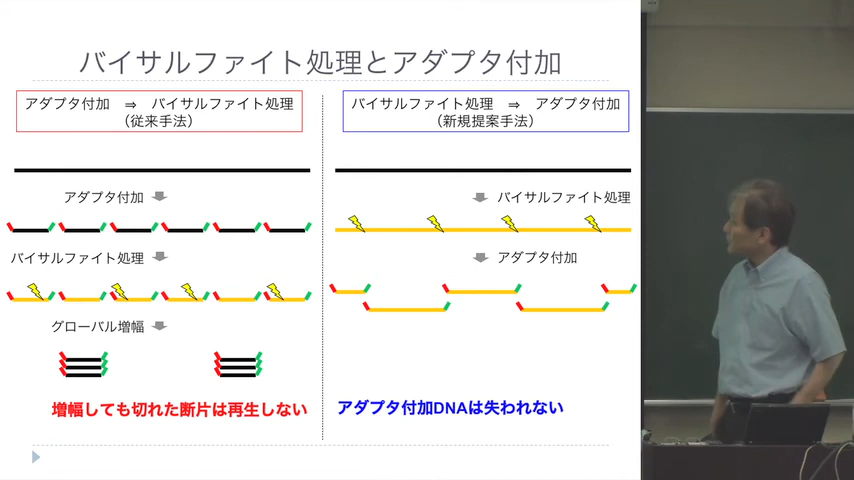 バイサルファイト処理とアダプタ付加
アダプタ付加 ⇒ バイサルファイト処理
（従来手法）
アダプタ付加
バイサルファイト処理
グローバル増幅
増幅しても切れた断片は再生しない
バイサルファイト処理 ⇒ アダプタ付加
（新規提案手法）
バイサルファイト処理
アダプタ付加
アダプタ付加DNAは失われない